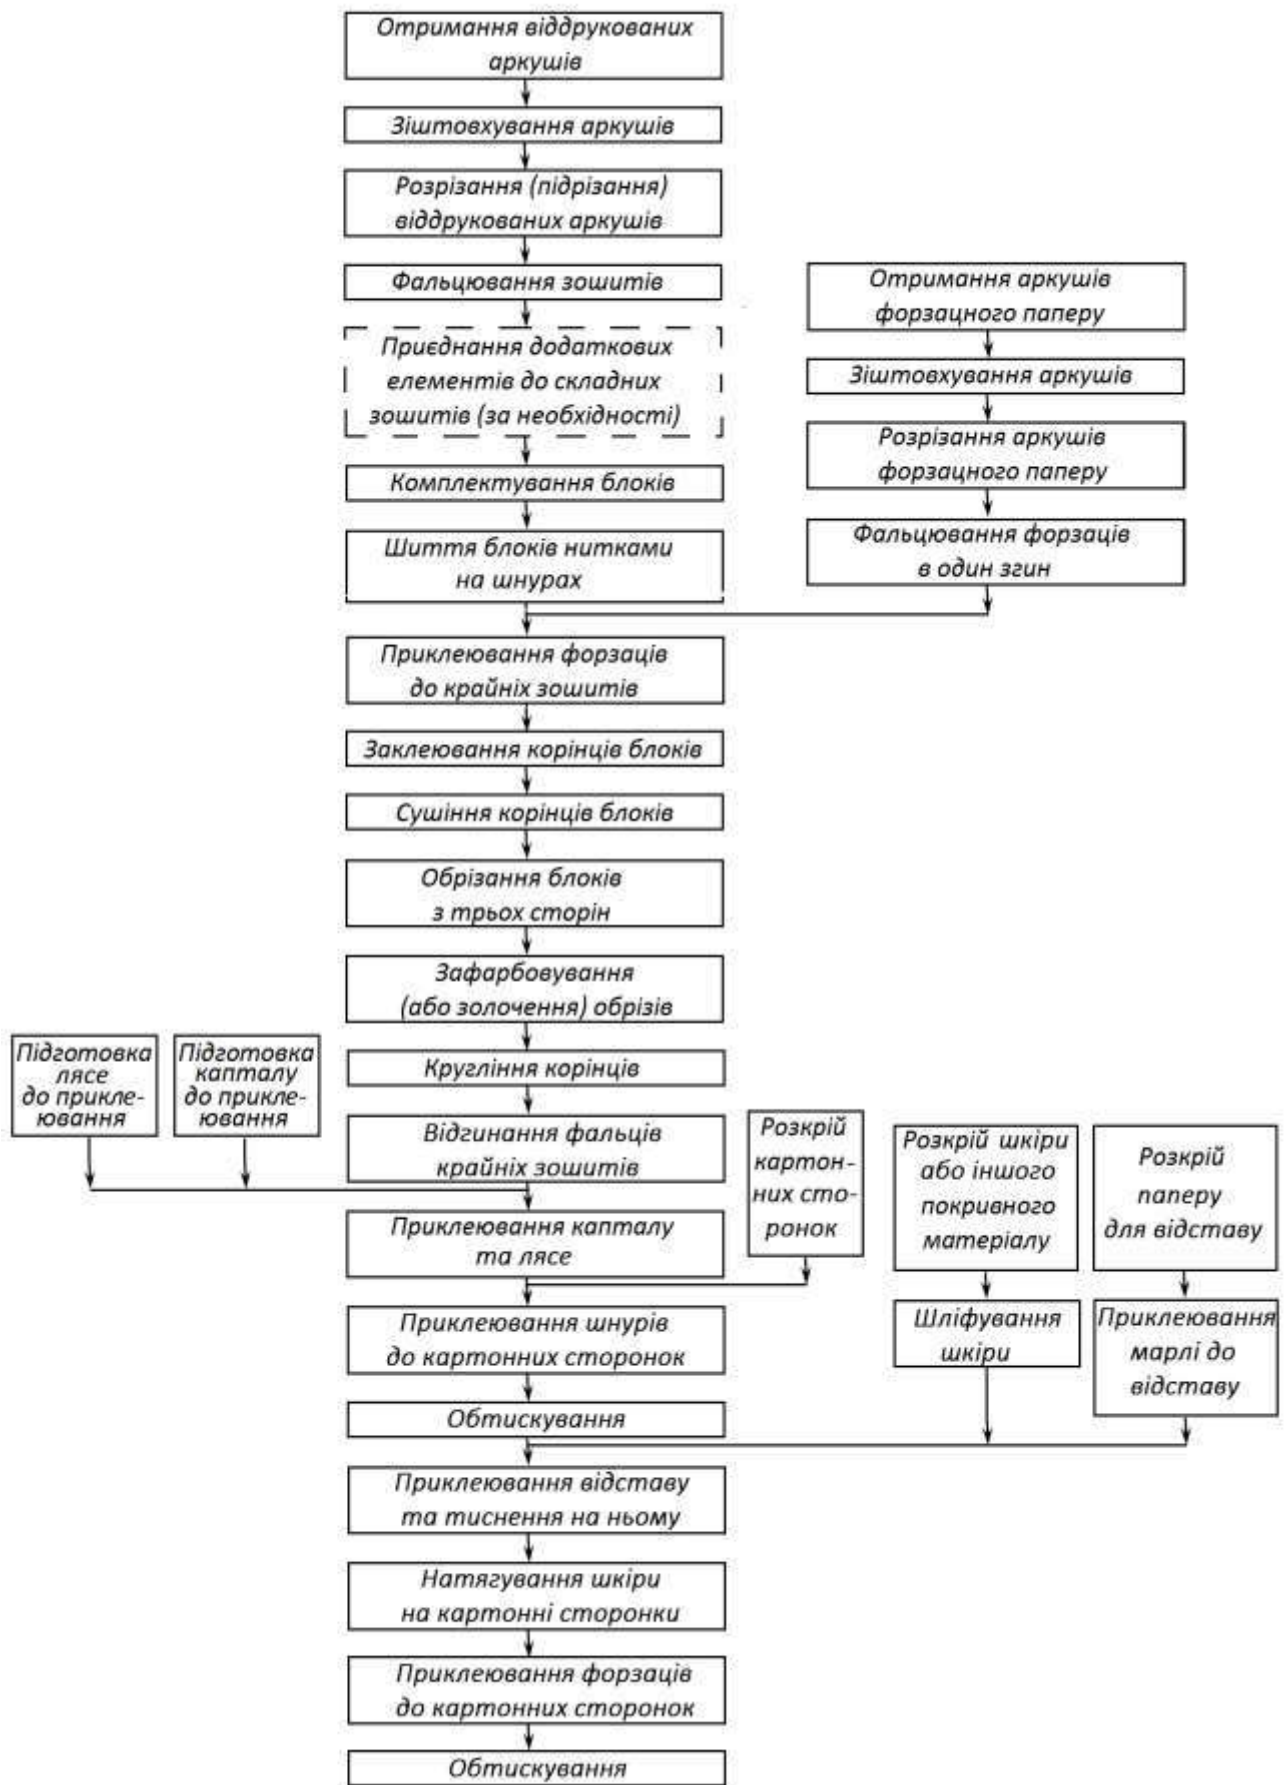 Отримання віддрукованих
аркушів
Зіштовхування аркушів
Розрізання (підрізання)
віддрукованих аркушів
Фальцювання зошитів
Приєднання додаткових
елементів до складних
зошитів (за необхідності)
Комплектування блоків
Шиття блоків нитками
на шнурах
Отримання аркушів
форзацного паперу
Зіштовхування аркушів
Розрізання аркушів
форзацного паперу
Фальцювання форзаців
в один згин
Приклеювання форзаців
до крайніх зошитів
Заклеювання корінців блоків
Сушіння корінців блоків
Обрізання блоків
з трьох сторін
Зафарбовування
(або золочення) обрізів
Кругління корінців
Відгинання фальців
крайніх зошитів
Підготовка
лясе
до прикле-
ювання
Підготовка
капталу
до прикле-
ювання
Приклеювання капталу
та лясе
Розкрій
картон-
них сто-
ронок
Приклеювання шнурів
до картонних сторонок
Обтискування
Розкрій шкіри
або іншого
покривного
матеріалу
Шліфування
шкіри
Розкрій
паперу
для відставу
Приклеювання
марлі до
відставу
Приклеювання відставу
та тиснення на ньому
Натягування шкіри
на картонні сторонки
Приклеювання форзаців
до картонних сторонок
Обтискування